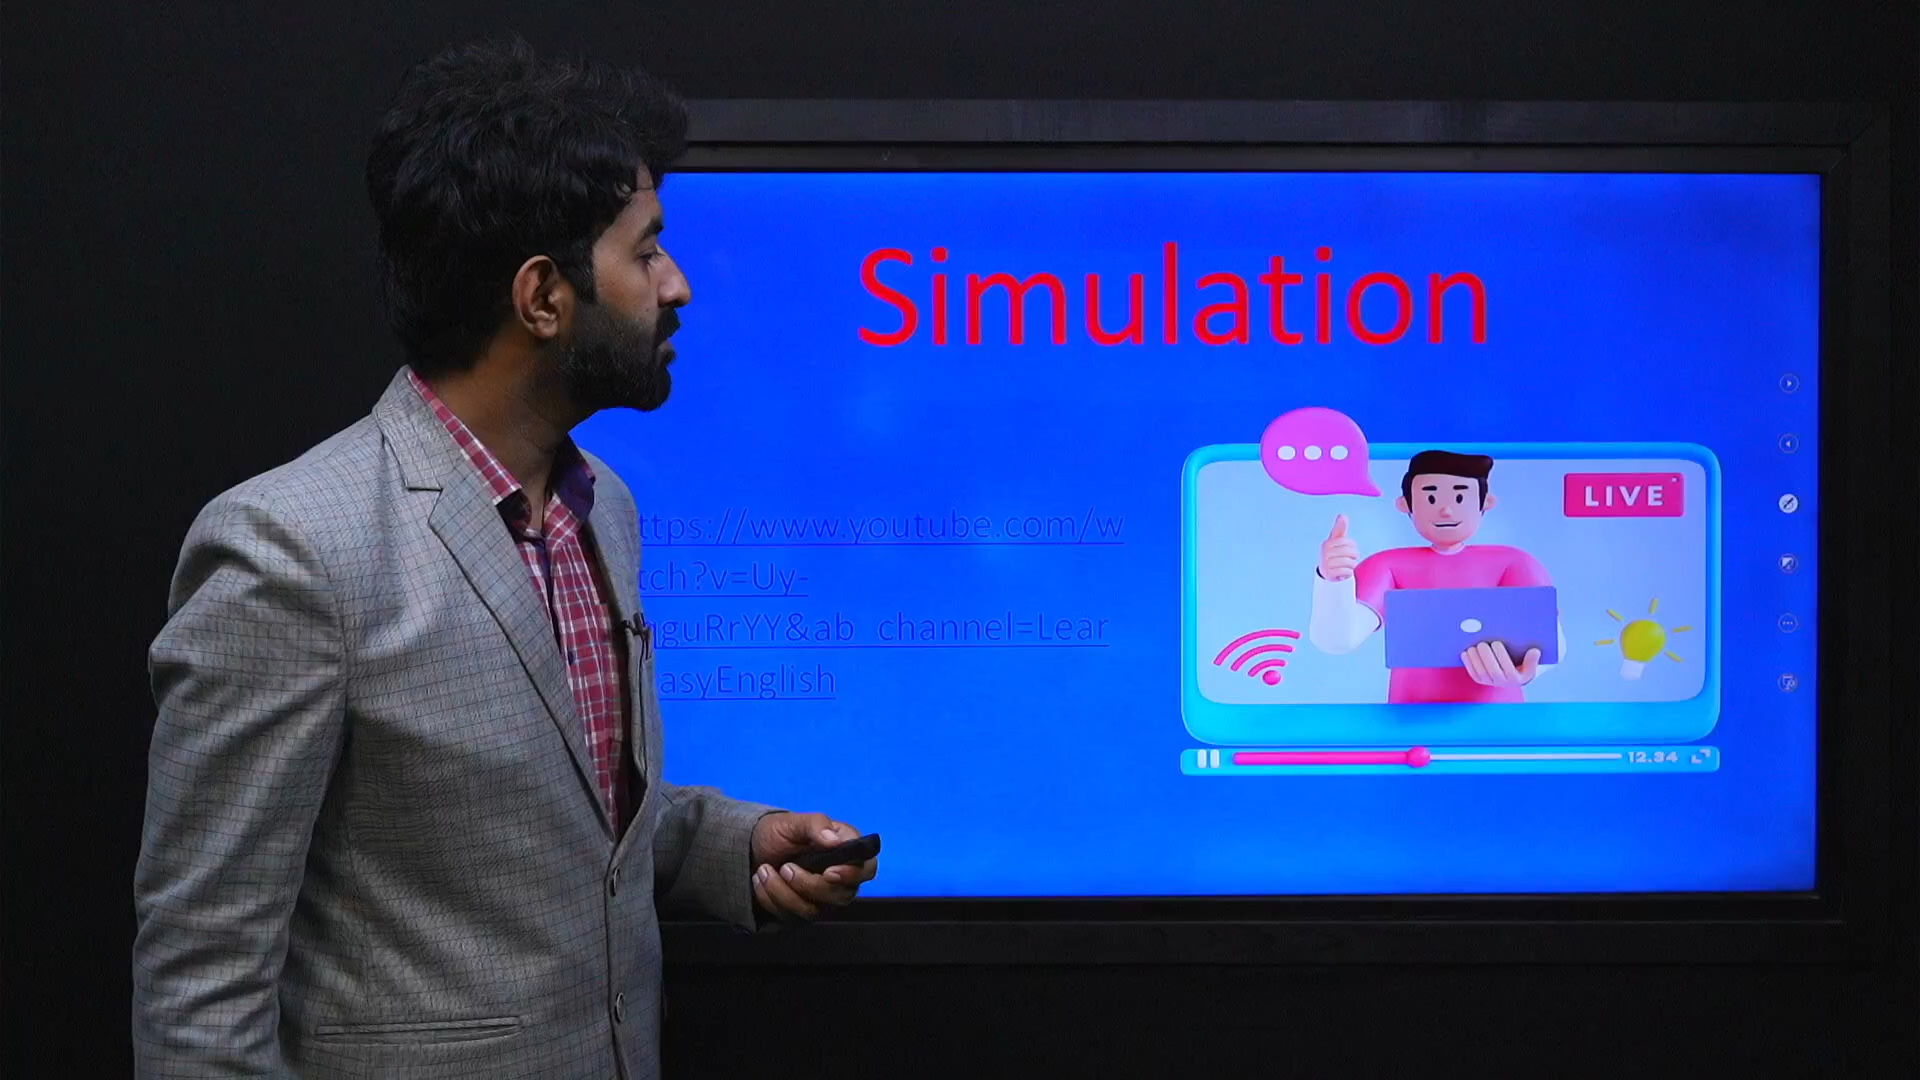 Simulation
ttps://www.youtube.com/w
tch?v=Uy-
guRrYY&ab_channel=Lear
asyEnglish
LIVE
12.34